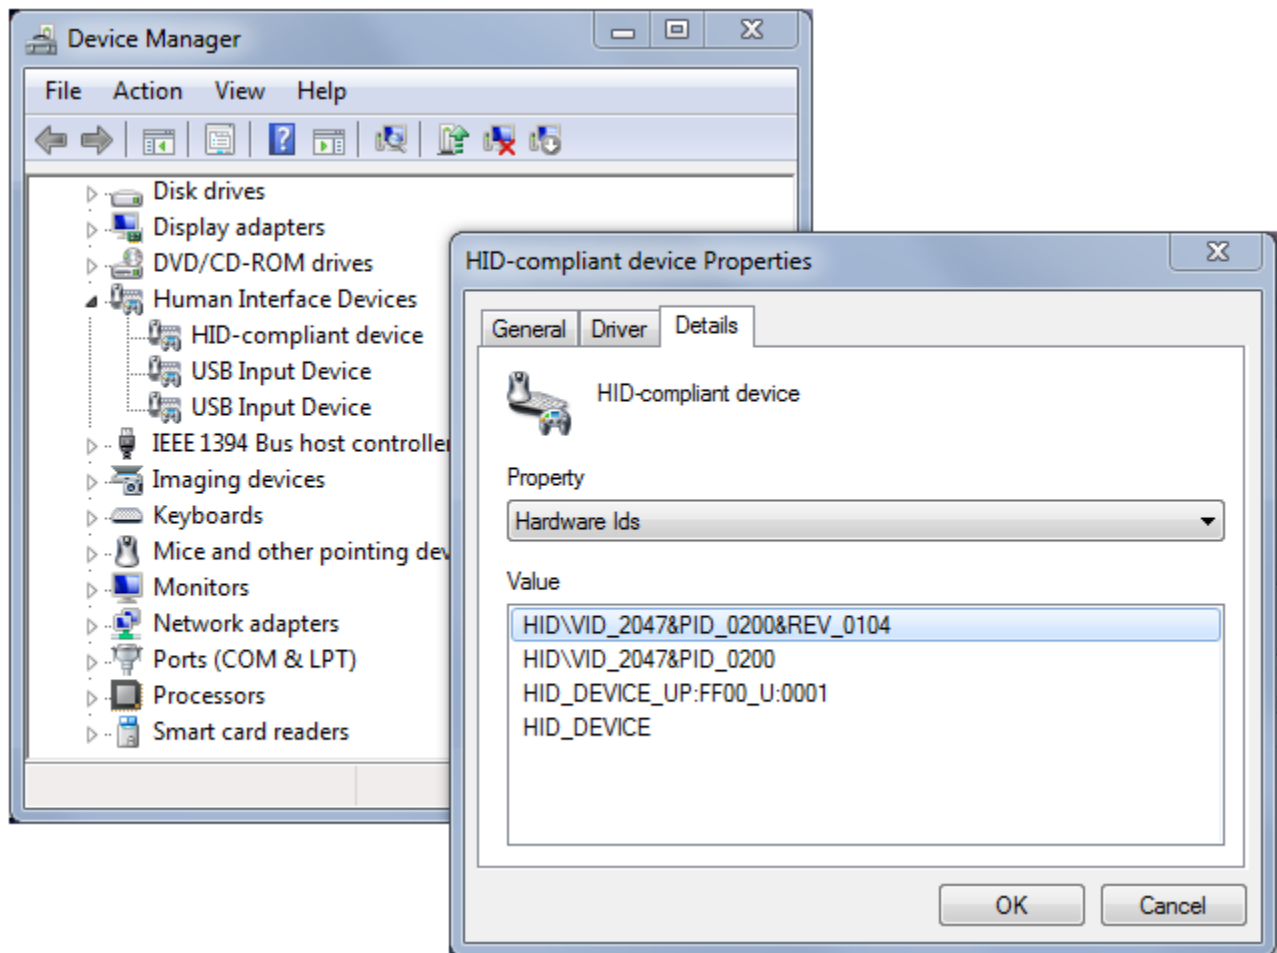 Device Manager
File Action View Help
Disk drives
Display adapters
DVD/CD-ROM drives
Human Interface Devices
HID-compliant device
USB Input Device
USB Input Device
IEEE 1394 Bus host controller
Imaging devices
Keyboards
Mice and other pointing dev
Monitors
Network adapters
Ports (COM & LPT)
Processors
Smart card readers
HID-compliant device Properties
General Driver Details
HID-compliant device
Property
Hardware Ids
Value
HID\VID_2047&PID_0200&REV_0104
HID\VID_2047&PID_0200
HID_DEVICE_UP:FF00_U:0001
HID_DEVICE
OK Cancel